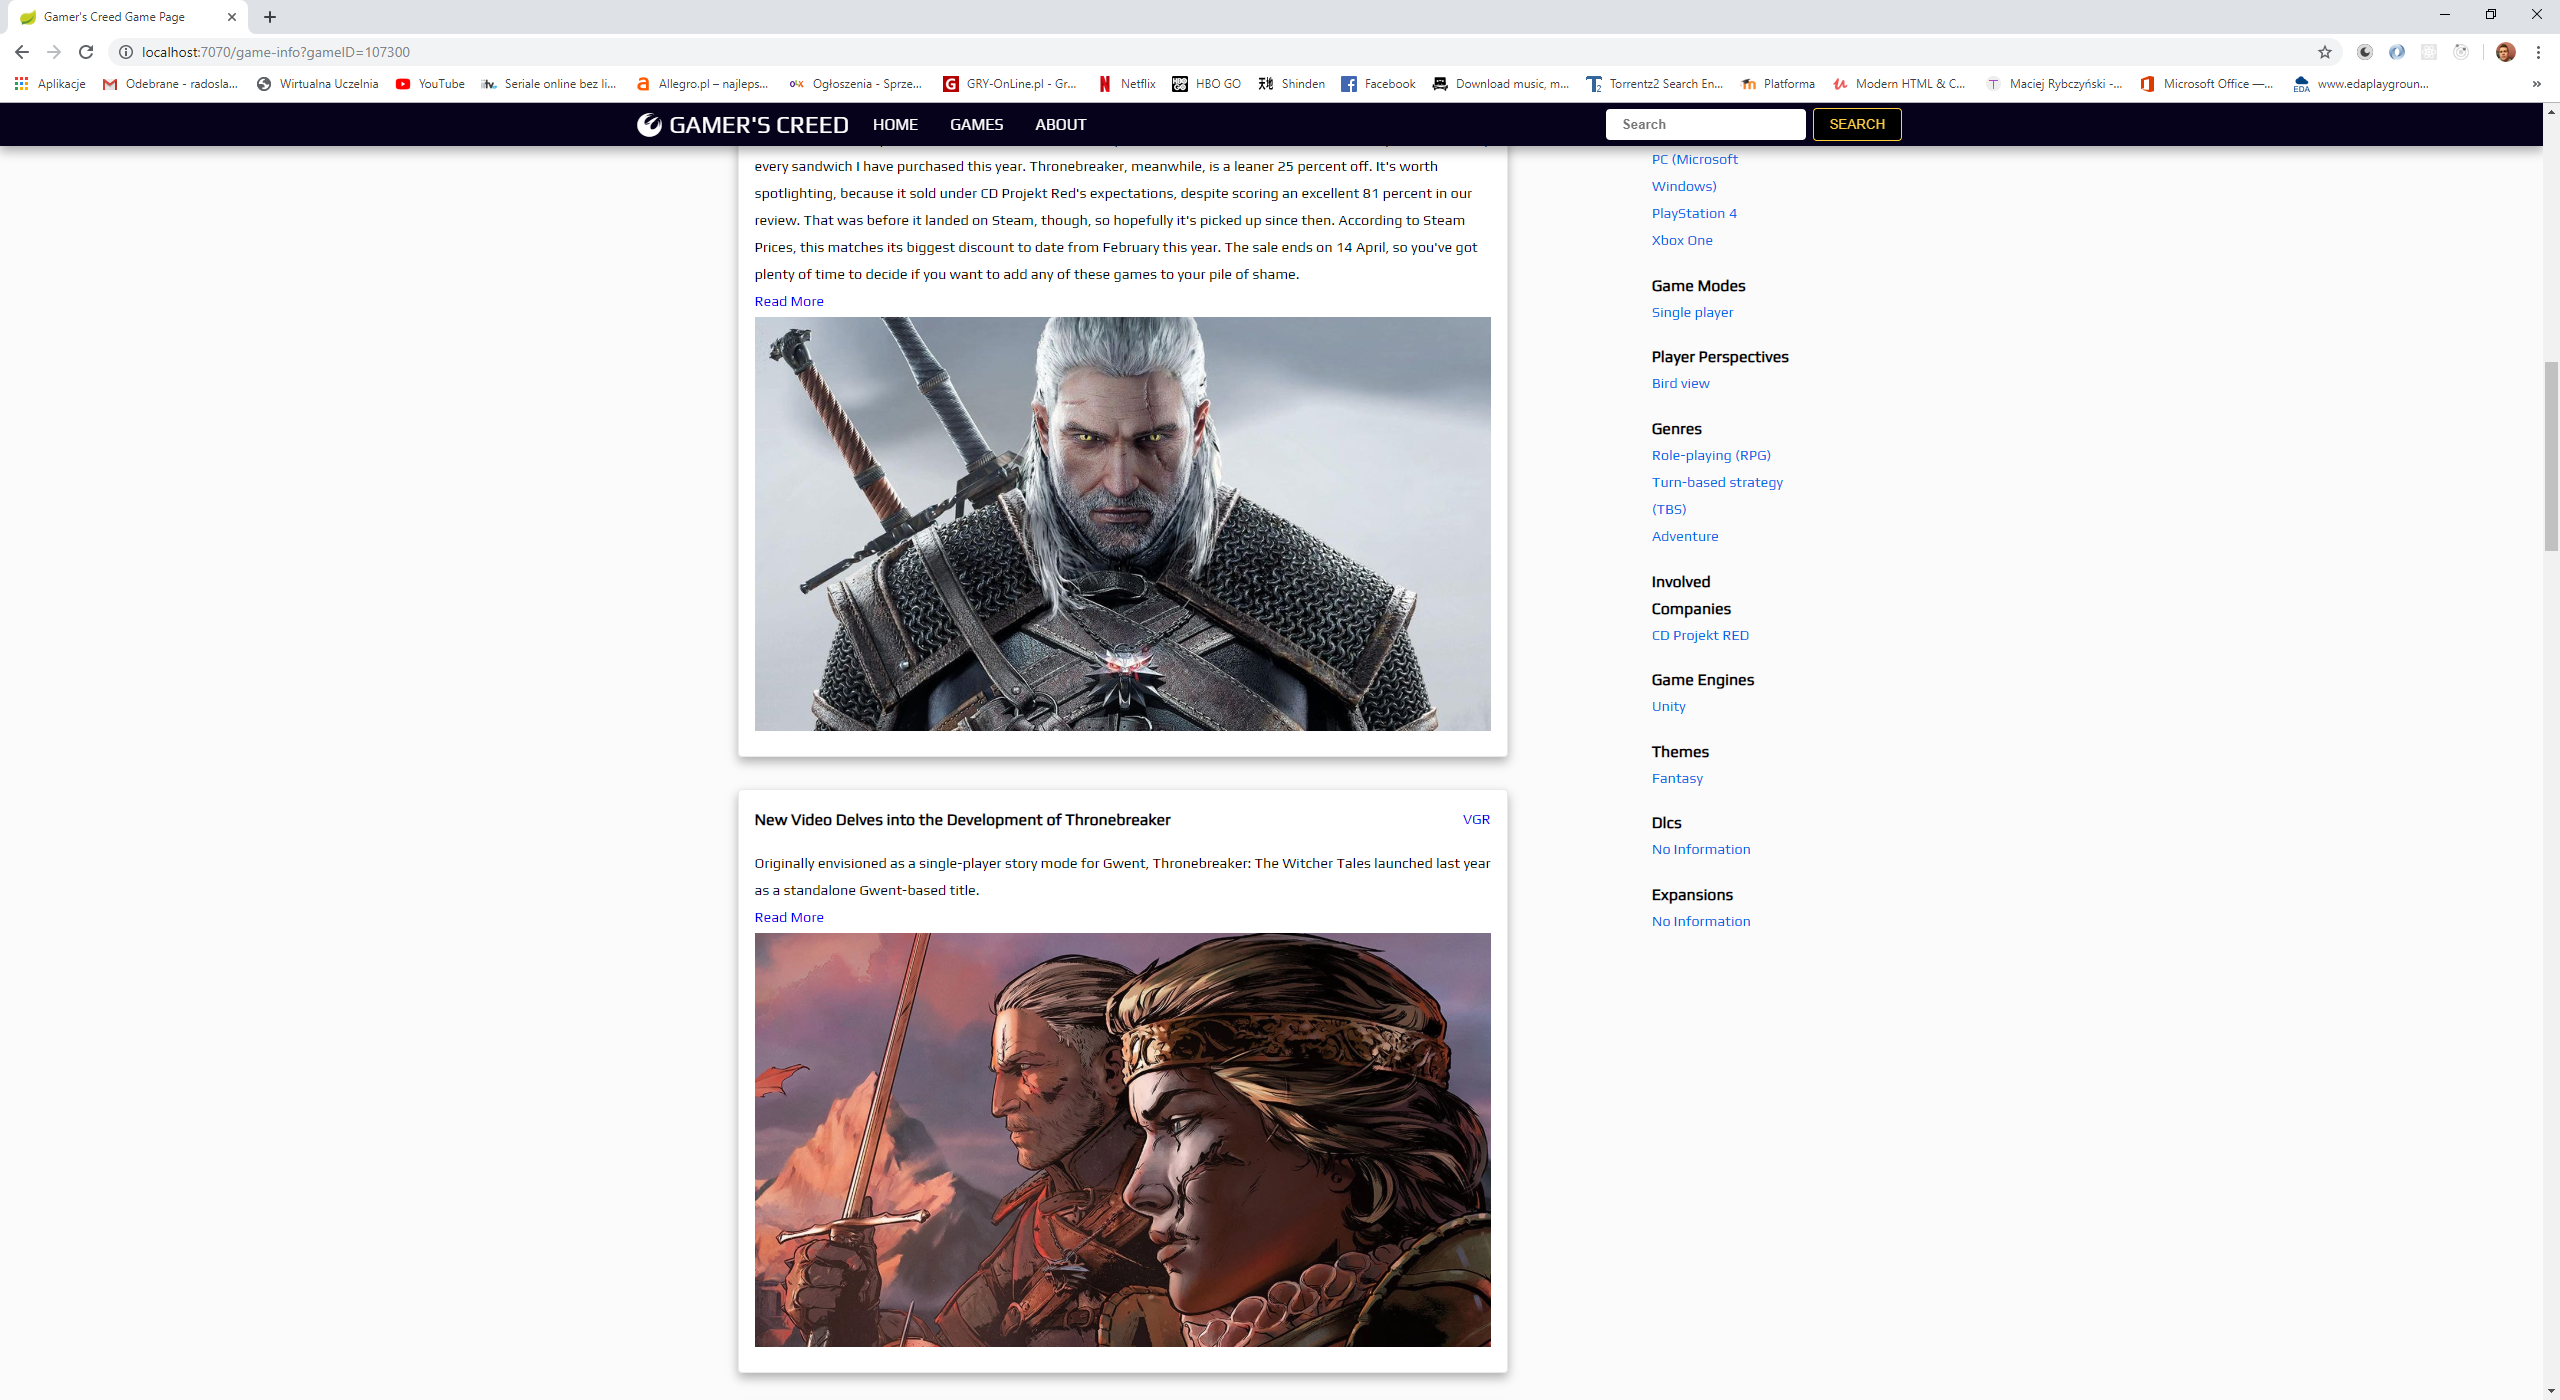 Gamer's Creed Game Page
localhost:7070/game-info?gameID=107300
Aplikacje
Odebrane - radosla...
Wirtualna Uczelnia
YouTube
Seriale online bez li...
Allegro.pl – najleps...
Ogłoszenia - Sprze...
GRY-OnLine.pl - Gr...
Netflix
HBO GO
Shinden
Facebook
Download music, m...
Torrentz2 Search En...
Platforma
Modern HTML & C...
Maciej Rybczyński -...
Microsoft Office —...
www.edaplaygroun...
GAMER'S CREED
HOME
GAMES
ABOUT
Search
SEARCH
every sandwich I have purchased this year. Thronebreaker, meanwhile, is a leaner 25 percent off. It's worth
spotlighting, because it sold under CD Projekt Red's expectations, despite scoring an excellent 81 percent in our
review. That was before it landed on Steam, though, so hopefully it's picked up since then. According to Steam
Prices, this matches its biggest discount to date from February this year. The sale ends on 14 April, so you've got
plenty of time to decide if you want to add any of these games to your pile of shame.
Read More
New Video Delves into the Development of Thronebreaker
VGR
Originally envisioned as a single-player story mode for Gwent, Thronebreaker: The Witcher Tales launched last year
as a standalone Gwent-based title.
Read More
PC (Microsoft
Windows)
PlayStation 4
Xbox One
Game Modes
Single player
Player Perspectives
Bird view
Genres
Role-playing (RPG)
Turn-based strategy
(TBS)
Adventure
Involved
Companies
CD Projekt RED
Game Engines
Unity
Themes
Fantasy
Dlcs
No Information
Expansions
No Information